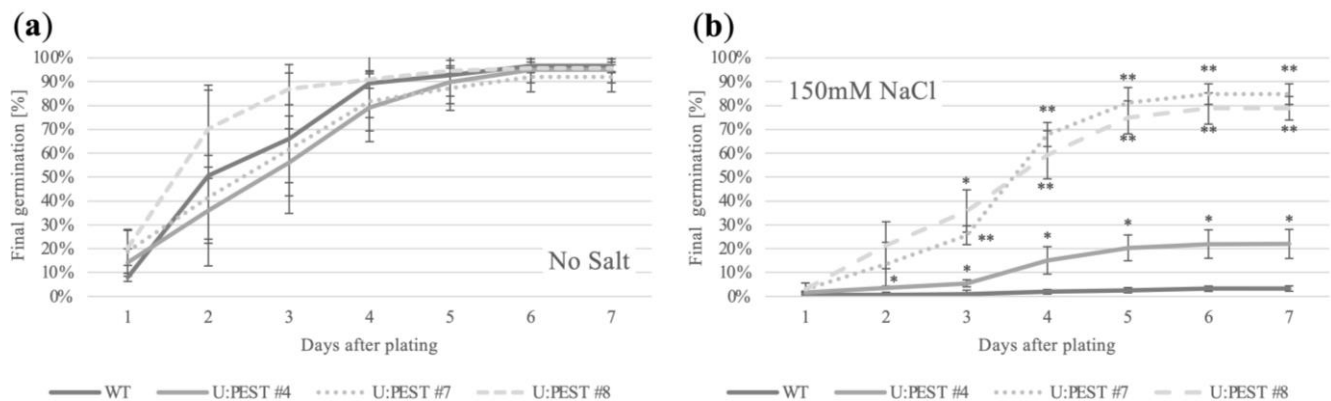 (a)
100%
90%
80%
70%
60%
50%
40%
30%
20%
10%
0%
Final germination [%]
No Salt
1 2 3 4 5 6 7
Days after plating
WT U:PEST #4 U:PEST #7 U:PEST #8
(b)
100%
90%
80%
70%
60%
50%
40%
30%
20%
10%
0%
Final germination [%]
150mM NaCl
** ** **
**
** ** **
**
*
**
* * *
*
*
*
1 2 3 4 5 6 7
Days after plating
WT U:PEST #4 U:PEST #7 U:PEST #8